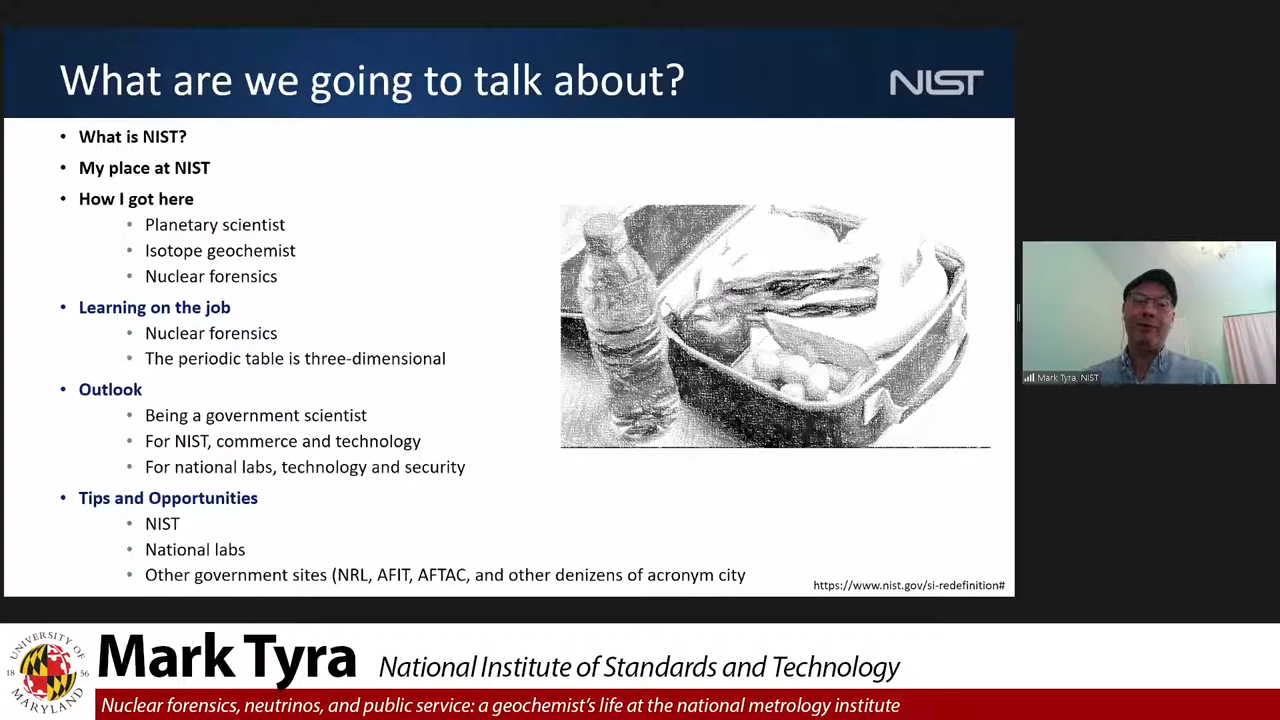 What are we going to talk about?
NIST
• What is NIST?
• My place at NIST
• How I got here
• Planetary scientist
• Isotope geochemist
• Nuclear forensics
• Learning on the job
• Nuclear forensics
• The periodic table is three-dimensional
• Outlook
• Being a government scientist
• For NIST, commerce and technology
• For national labs, technology and security
• Tips and Opportunities
• NIST
• National labs
• Other government sites (NRL, AFIT, AFTAC, and other denizens of acronym city
https://www.nist.gov/si-redefinition#
Mark Tyra, NIST
UNIVERSITY OF
18 56
MARYLAND
Mark Tyra National Institute of Standards and Technology
Nuclear forensics, neutrinos, and public service: a geochemist's life at the national metrology institute